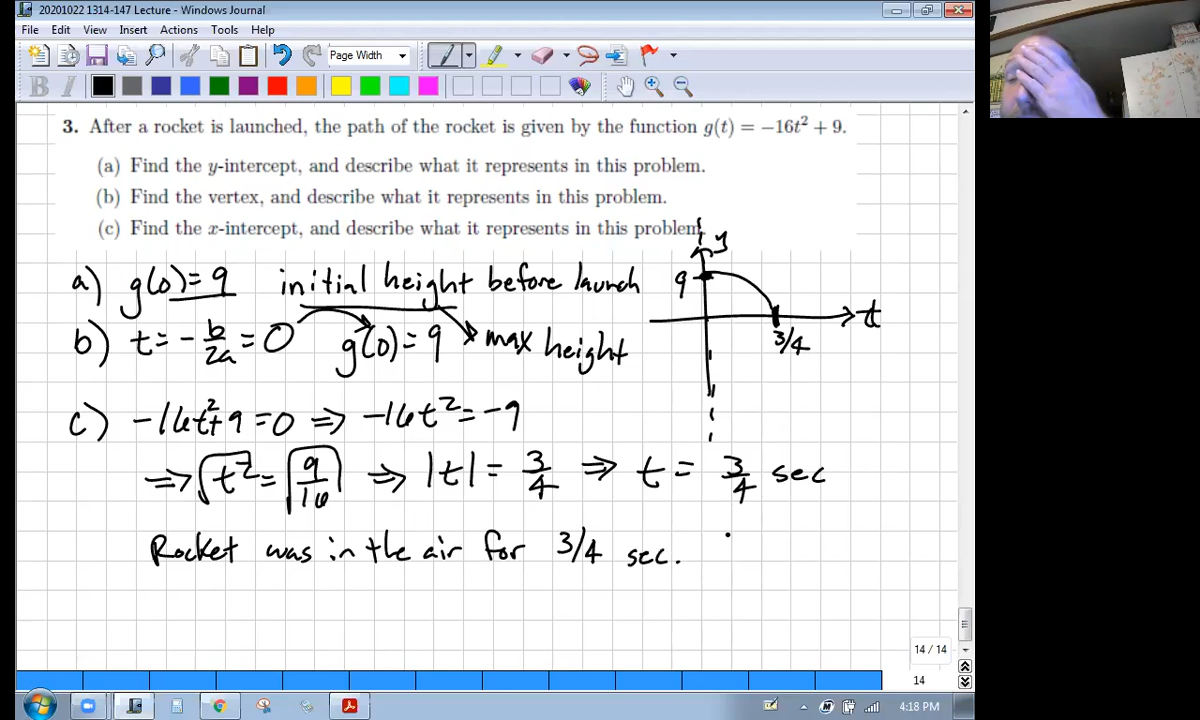 20201022 1314-147 Lecture - Windows Journal
File Edit View Insert Actions Tools Help
Page Width
B I
3. After a rocket is launched, the path of the rocket is given by the function g(t) = −16t² + 9.
(a) Find the y-intercept, and describe what it represents in this problem.
(b) Find the vertex, and describe what it represents in this problem.
(c) Find the x-intercept, and describe what it represents in this problem.
y
9
t
3/4
a) g(0) = 9 initial height before launch
b) t = - b/2a = 0 g(0) = 9 max height
c) -16t²+9 = 0 ⇒ -16t² = -9
⇒ √t² = √9/16 ⇒ |t| = 3/4 ⇒ t = 3/4 sec
Rocket was in the air for 3/4 sec.
14 / 14
14
4:18 PM